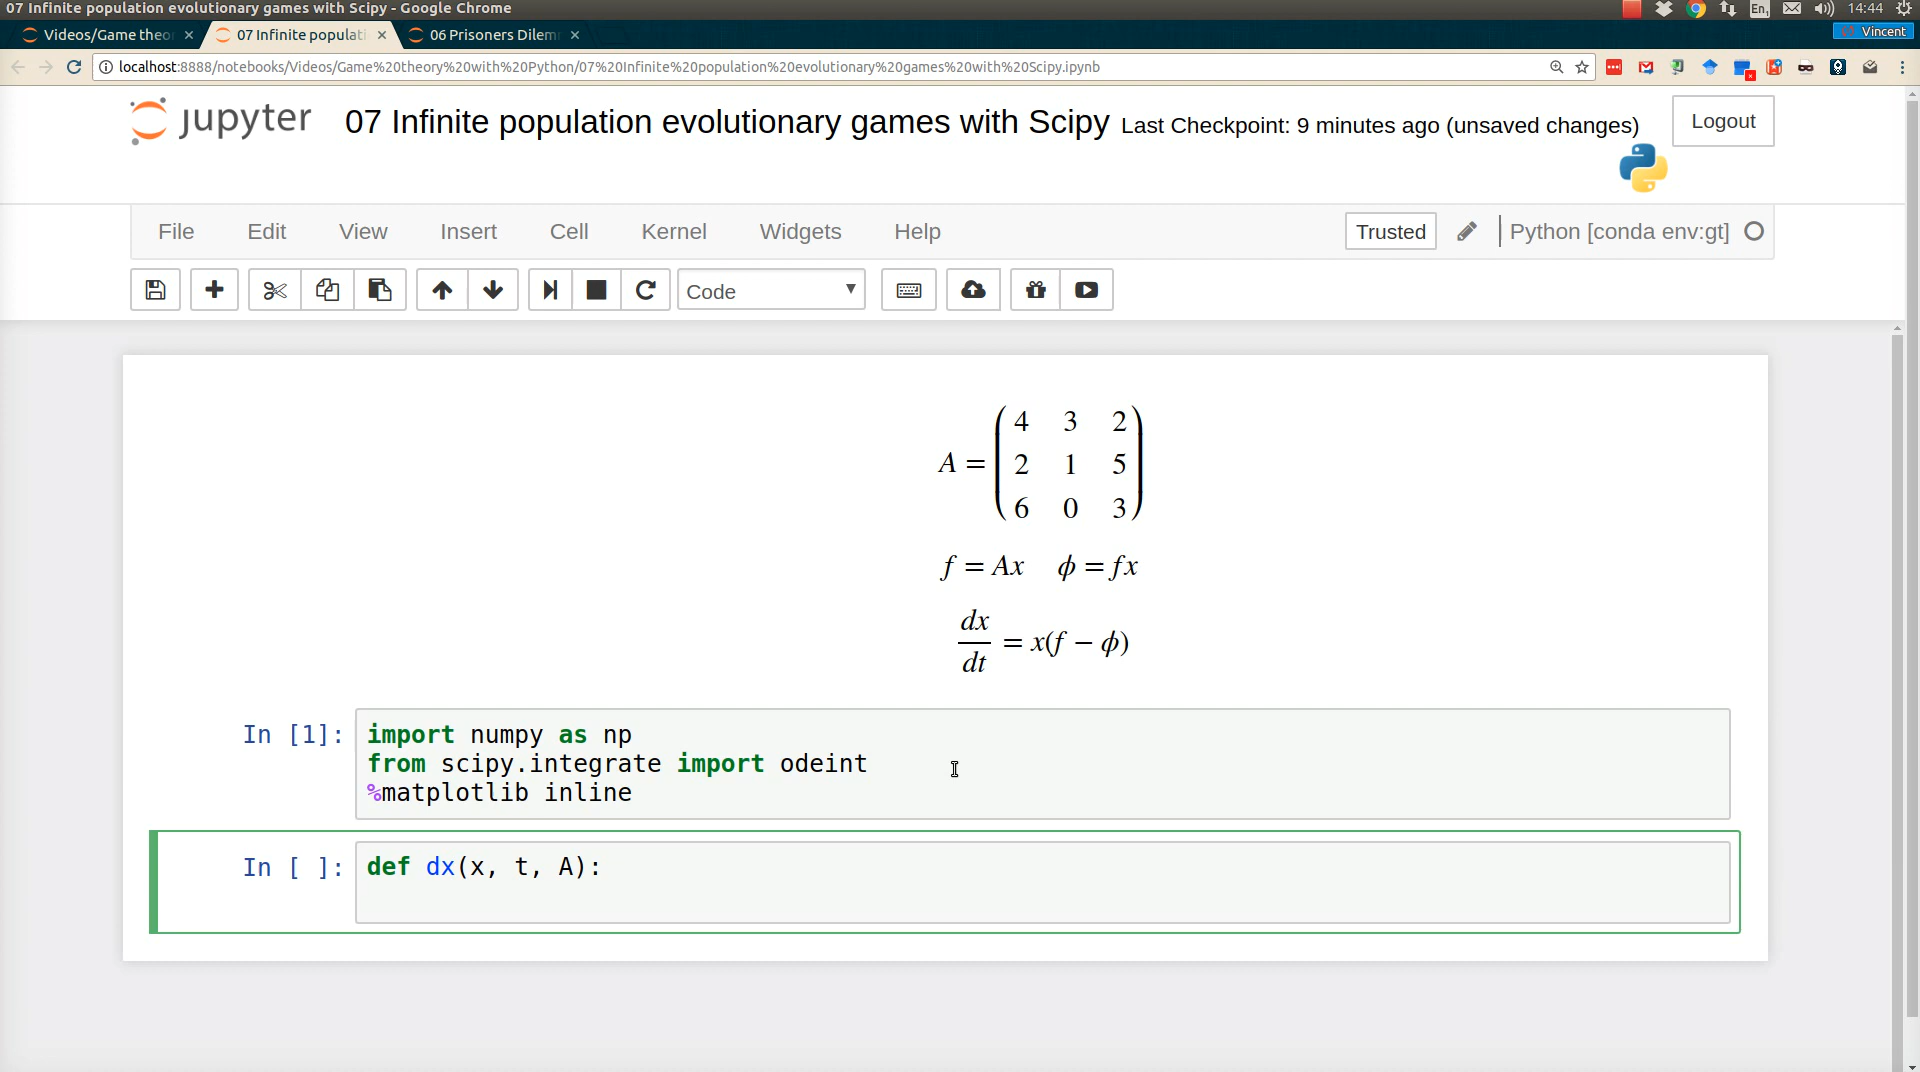 07 Infinite population evolutionary games with Scipy - Google Chrome
En1
14:44
Videos/Game theo
07 Infinite populati
06 Prisoners Dilem
Vincent
localhost:8888/notebooks/Videos/Game%20theory%20with%20Python/07%20Infinite%20population%20evolutionary%20games%20with%20Scipy.ipynb
jupyter
07 Infinite population evolutionary games with Scipy Last Checkpoint: 9 minutes ago (unsaved changes)
Logout
File Edit View Insert Cell Kernel Widgets Help
Trusted
Python [conda env:gt]
Code
A = ( 4 3 2
2 1 5
6 0 3 )
f = Ax ϕ = fx
dx/dt = x(f − ϕ)
In [1]: import numpy as np
from scipy.integrate import odeint
%matplotlib inline
In [ ]: def dx(x, t, A):